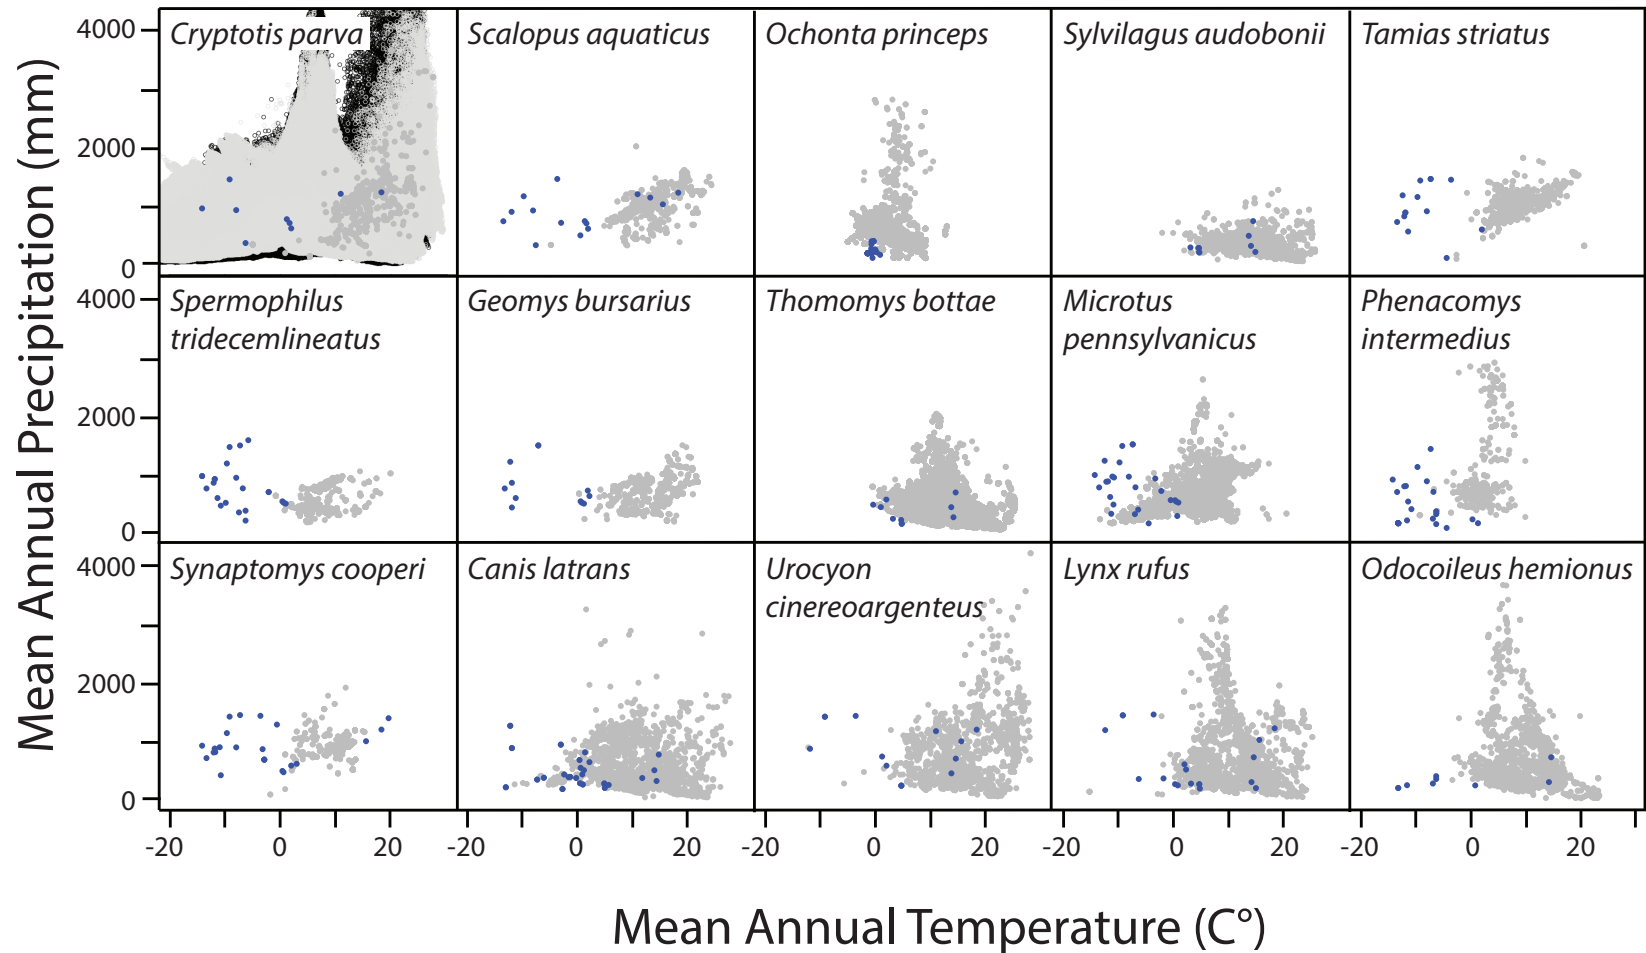 Mean Annual Precipitation (mm)
4000
2000
0
Cryptotis parva
Scalopus aquaticus
Ochonta princeps
Sylvilagus audobonii
Tamias striatus
4000
2000
0
Spermophilus
tridecemlineatus
Geomys bursarius
Thomomys bottae
Microtus
pennsylvanicus
Phenacomys
intermedius
4000
2000
0
Synaptomys cooperi
Canis latrans
Urocyon
cinereoargenteus
Lynx rufus
Odocoileus hemionus
-20 0 20 -20 0 20 -20 0 20 -20 0 20 -20 0 20
Mean Annual Temperature (C°)